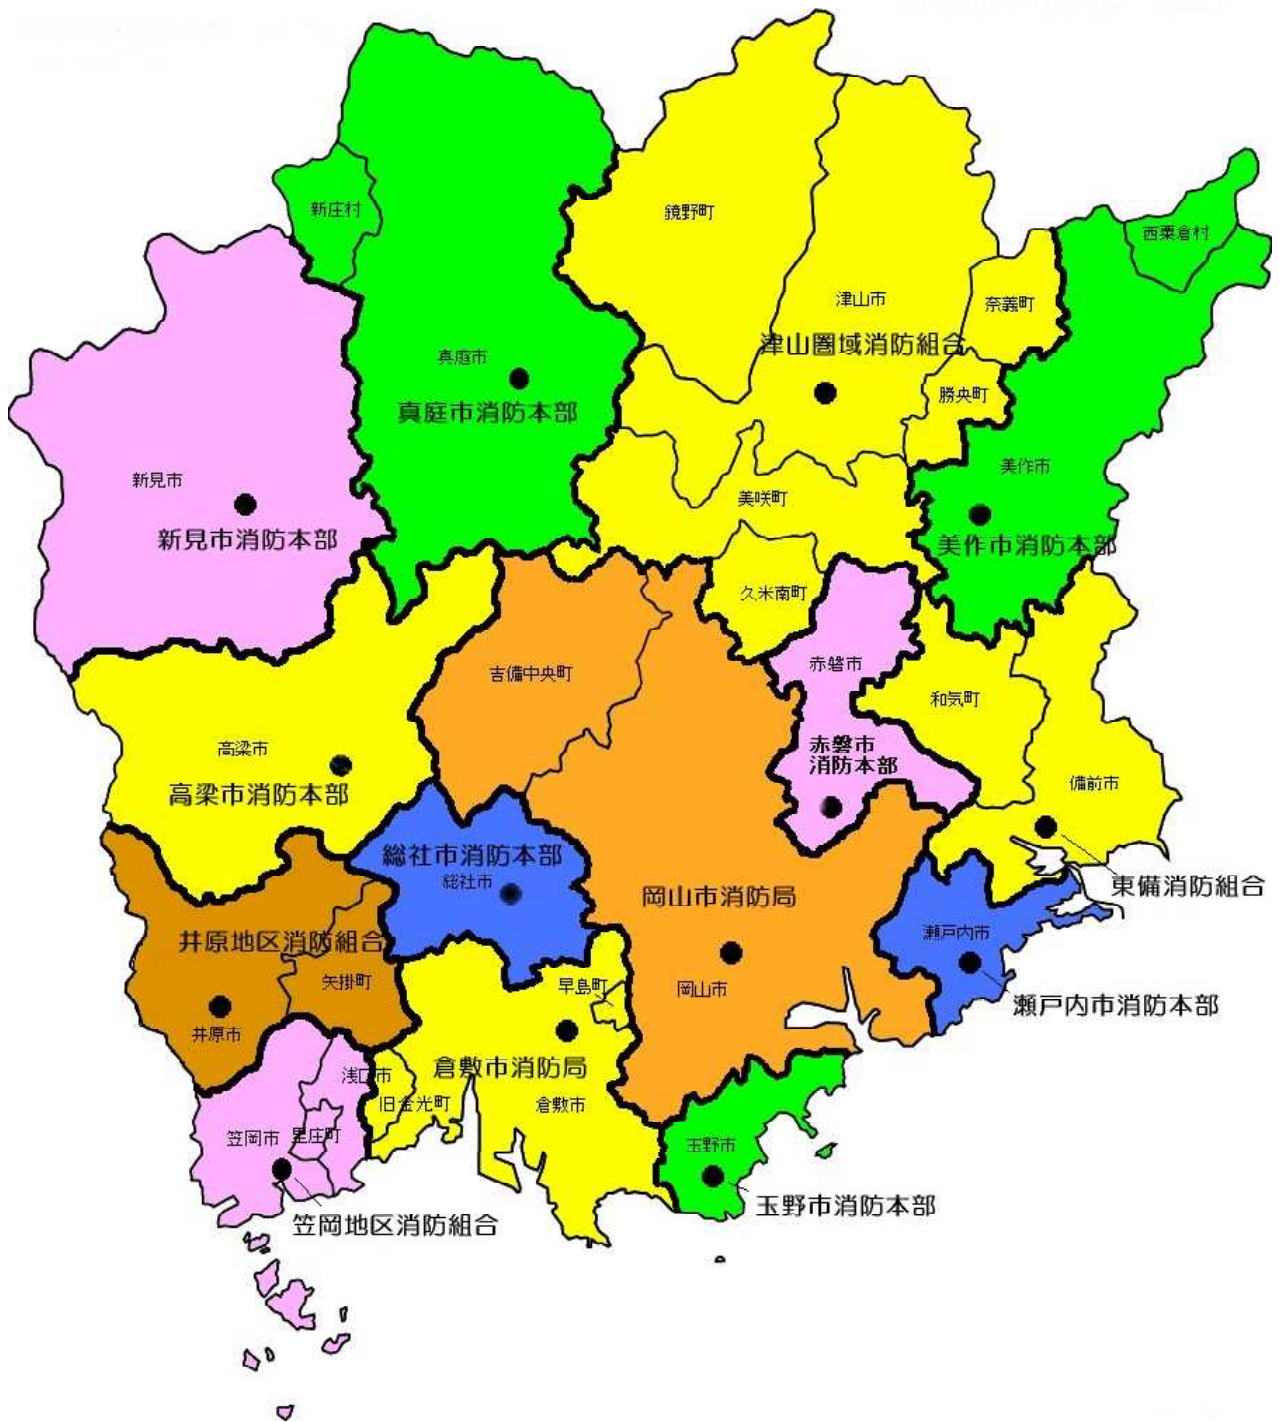 新庄村
鏡野町
西粟倉村
津山市
奈義町
津山圏域消防組合
真庭市
真庭市消防本部
勝央町
美作市
新見市
美咲町
新見市消防本部
美作市消防本部
久米南町
吉備中央町
赤磐市
和気町
高梁市
赤磐市
消防本部
備前市
高梁市消防本部
総社市消防本部
総社市
東備消防組合
岡山市消防局
井原地区消防組合
瀬戸内市
矢掛町
早島町
岡山市
井原市
瀬戸内市消防本部
倉敷市消防局
浅口市
旧金光町
倉敷市
笠岡市
里庄町
玉野市
玉野市消防本部
笠岡地区消防組合